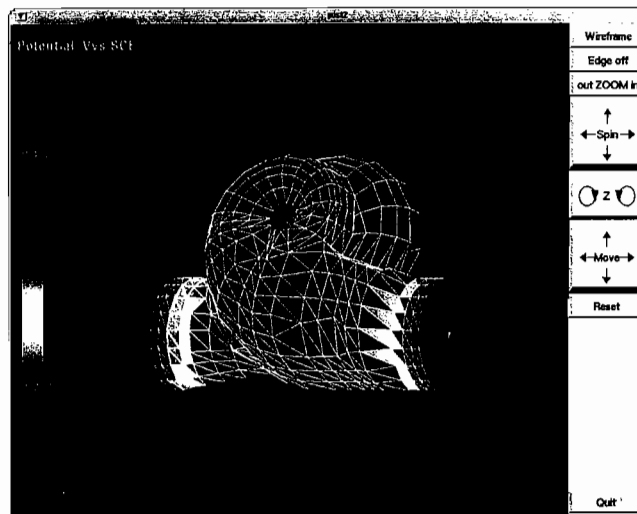 Potential Vvs SCE
Wireframe
Edge off
out ZOOM in
Spin
Z
Move
Reset
Quit